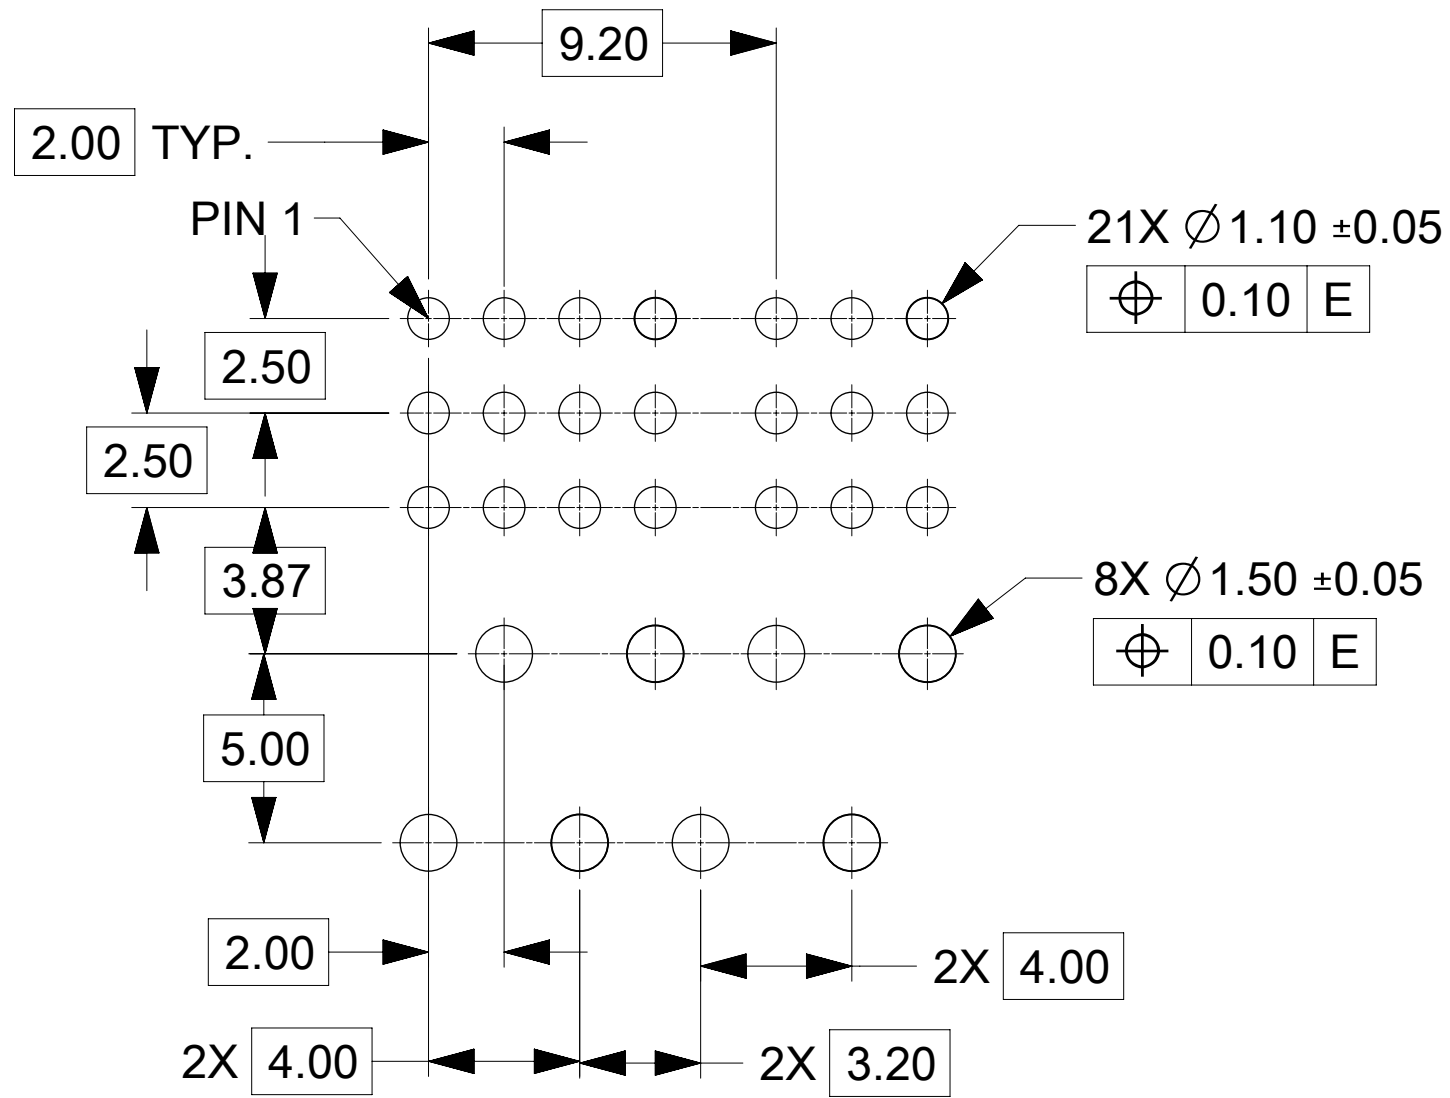 9.20
2.00 TYP.
PIN 1
21X ∅1.10 ±0.05
⌖ 0.10 E
2.50
2.50
3.87
8X ∅1.50 ±0.05
⌖ 0.10 E
5.00
2.00
2X 4.00
2X 4.00
2X 3.20